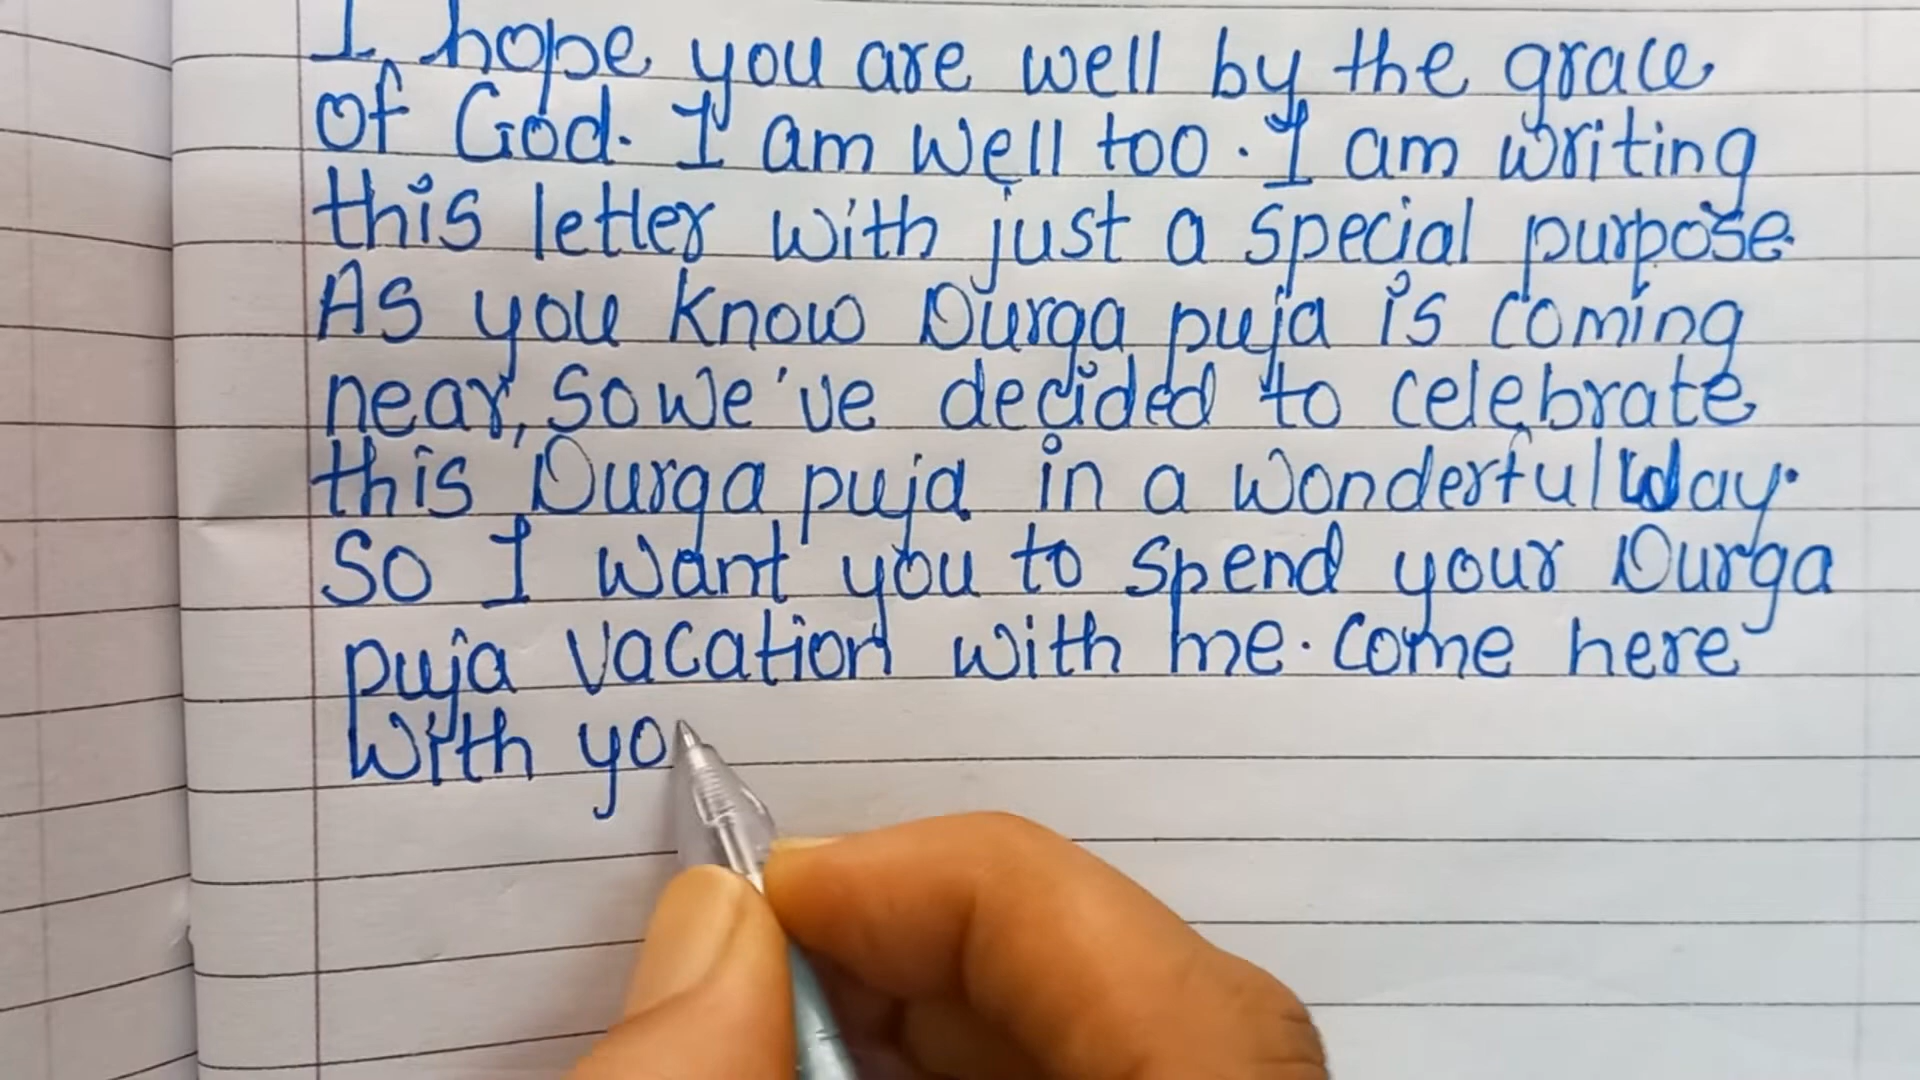 I hope you are well by the grace
of God. I am well too. I am writing
this letter with just a special purpose.
As you know Durga puja is coming
near, So we've decided to celebrate
this Durga puja in a wonderful day.
So I want you to spend your Durga
puja vacation with me. Come here
with yo